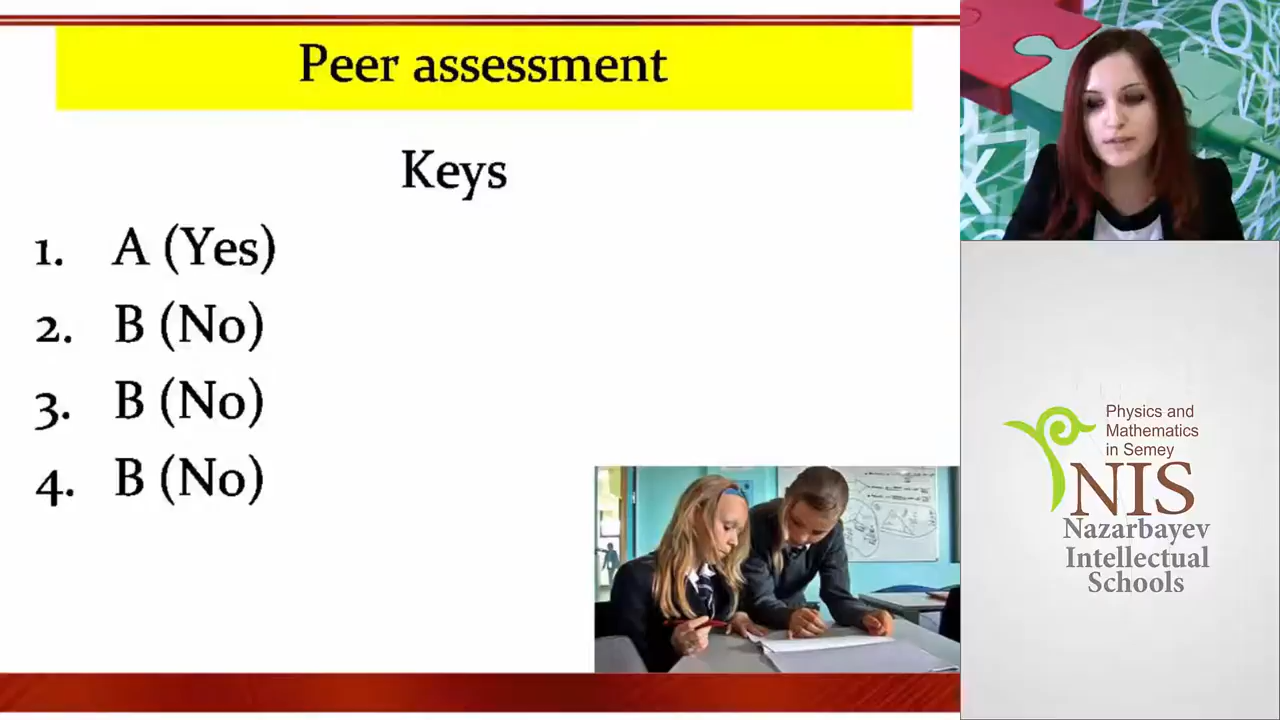 Peer assessment
Keys
1. A (Yes)
2. B (No)
3. B (No)
4. B (No)
Physics and
Mathematics
in Semey
NIS
Nazarbayev
Intellectual
Schools